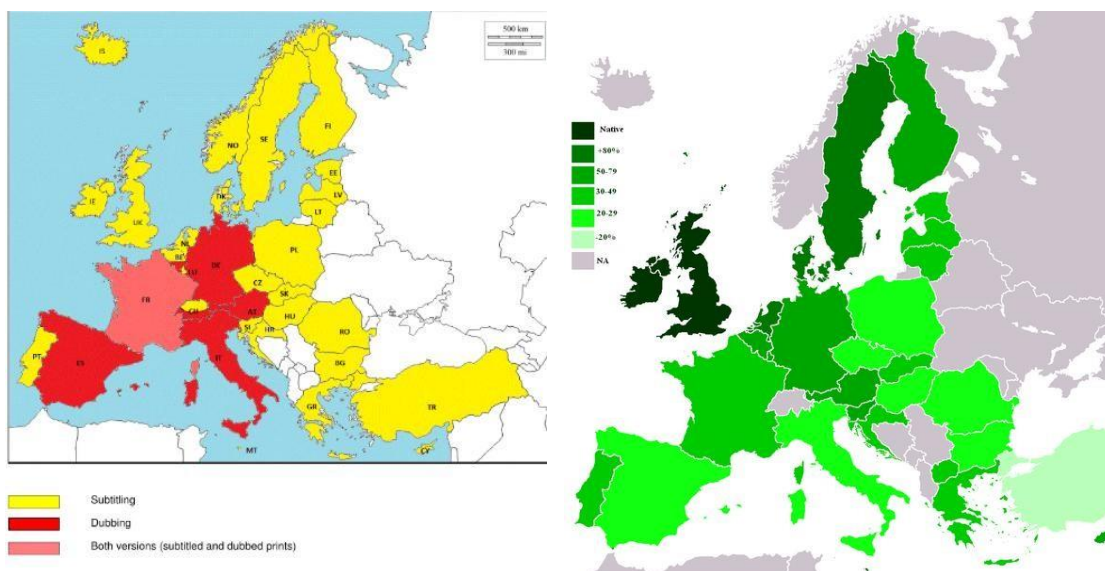 500 km
300 mi
IS
NO
SE
FI
EE
LV
LT
DK
IE
UK
NL
BE
LU
DE
PL
CZ
SK
FR
CH
AT
HU
SI
HR
RO
PT
ES
IT
BG
GR
TR
MT
CY
Subtitling
Dubbing
Both versions (subtitled and dubbed prints)
Native
+80%
50-79
30-49
20-29
-20%
NA